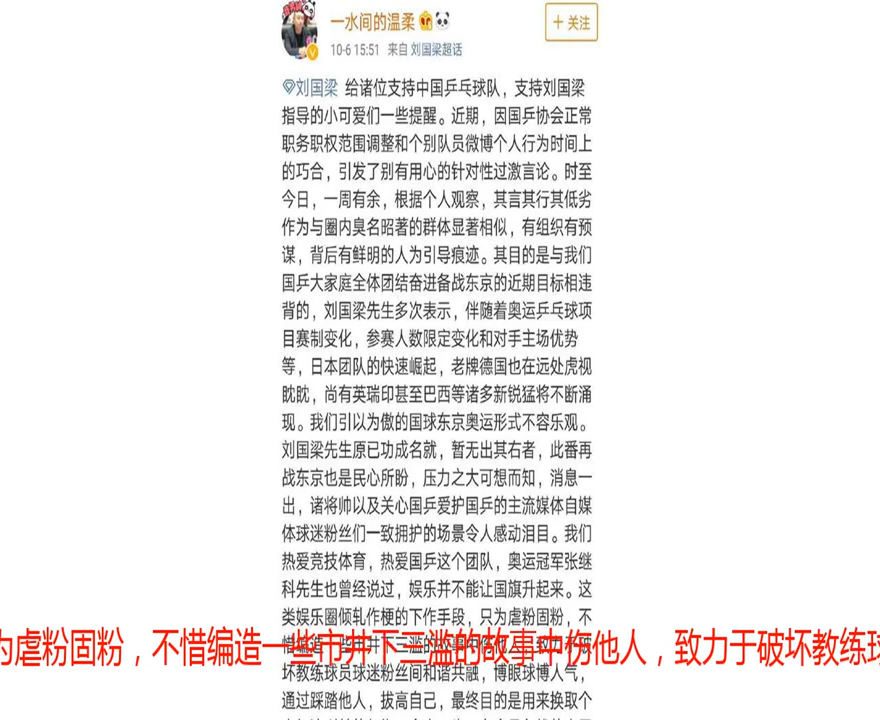 一水间的温柔
+ 关注
10-6 15:51 来自 刘国梁超话
刘国梁 给诸位支持中国乒乓球队，支持刘国梁
指导的小可爱们一些提醒。近期，因国乒协会正常
职务职权范围调整和个别队员微博个人行为时间上
的巧合，引发了别有用心的针对性过激言论。时至
今日，一周有余，根据个人观察，其言其行其低劣
作为与圈内臭名昭著的群体显著相似，有组织有预
谋，背后有鲜明的人为引导痕迹。其目的是与我们
国乒大家庭全体团结奋进备战东京的近期目标相违
背的，刘国梁先生多次表示，伴随着奥运乒乓球项
目赛制变化，参赛人数限定变化和对手主场优势
等，日本团队的快速崛起，老牌德国也在远处虎视
眈眈，尚有英瑞印甚至巴西等诸多新锐猛将不断涌
现。我们引以为傲的国球东京奥运形式不容乐观。
刘国梁先生原已功成名就，暂无出其右者，此番再
战东京也是民心所盼，压力之大可想而知，消息一
出，诸将帅以及关心国乒爱护国乒的主流媒体自媒
体球迷粉丝们一致拥护的场景令人感动泪目。我们
热爱竞技体育，热爱国乒这个团队，奥运冠军张继
科先生也曾经说过，娱乐并不能让国旗升起来。这
类娱乐圈倾轧作梗的下作手段，只为虐粉固粉，不
惜编造一些市井下三滥的故事中伤他人，致力于破
为虐粉固粉，不惜编造一些市井下三滥的故事中伤他人，致力于破坏教练球
坏教练球员球迷粉丝间和谐共融，博眼球博人气，
通过踩踏他人，拔高自己，最终目的是用来换取个